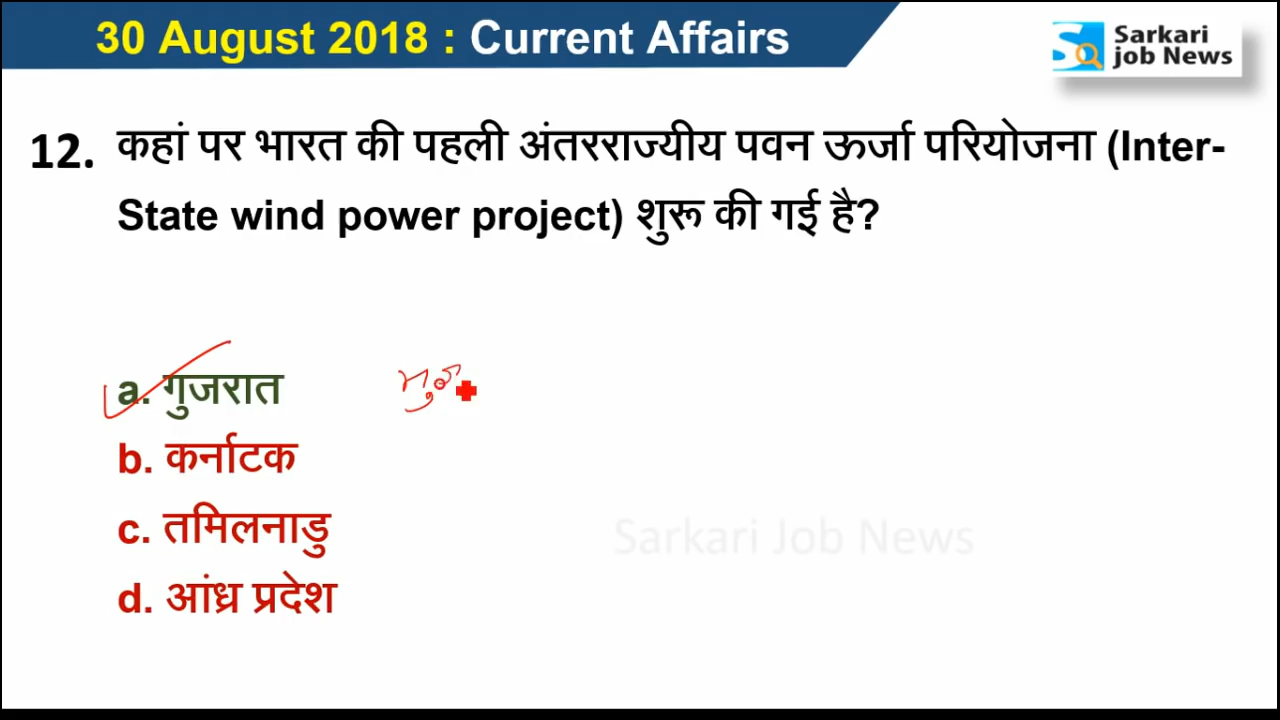 30 August 2018 : Current Affairs
Sarkari
job News
12. कहां पर भारत की पहली अंतरराज्यीय पवन ऊर्जा परियोजना (Inter-
State wind power project) शुरू की गई है?
a. गुजरात
b. कर्नाटक
c. तमिलनाडु
d. आंध्र प्रदेश
Sarkari Job News